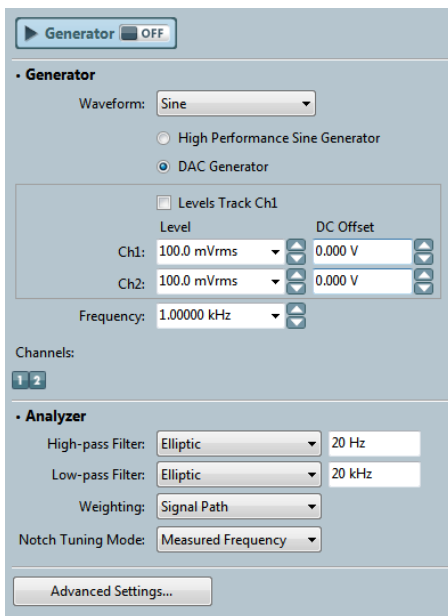 Generator OFF
Generator
Waveform: Sine
High Performance Sine Generator
DAC Generator
Levels Track Ch1
Level DC Offset
Ch1: 100.0 mVrms 0.000 V
Ch2: 100.0 mVrms 0.000 V
Frequency: 1.00000 kHz
Channels:
1 2
Analyzer
High-pass Filter: Elliptic 20 Hz
Low-pass Filter: Elliptic 20 kHz
Weighting: Signal Path
Notch Tuning Mode: Measured Frequency
Advanced Settings...